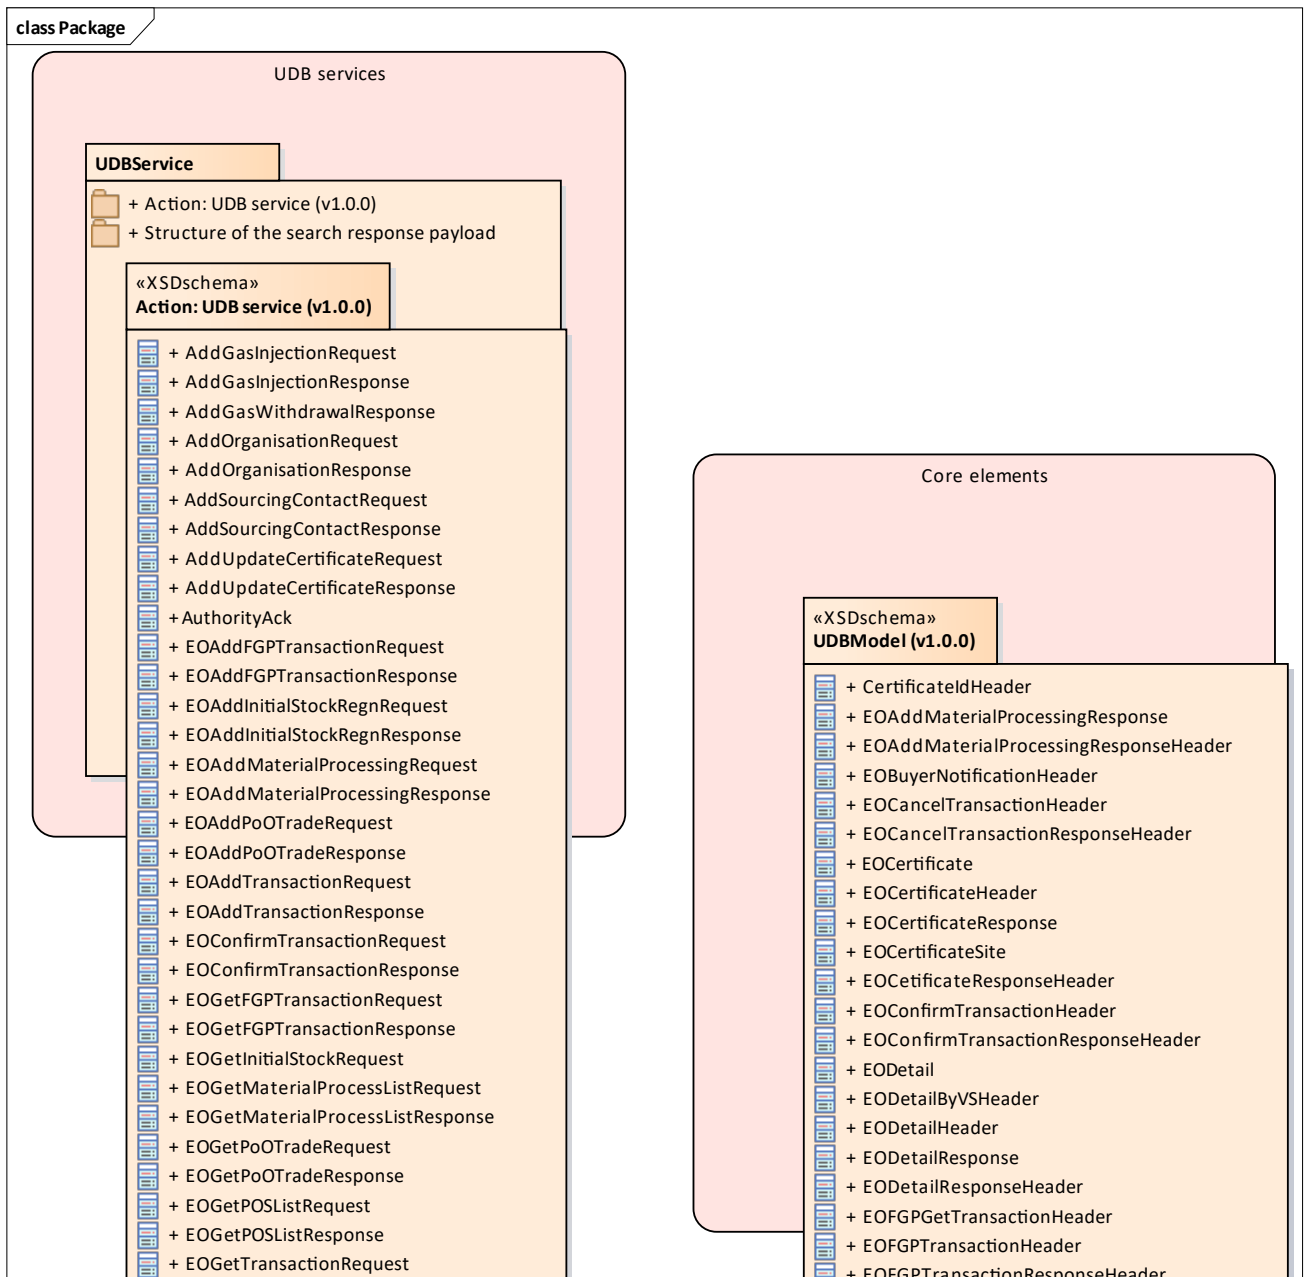 class Package
UDB services
UDBService
+ Action: UDB service (v1.0.0)
+ Structure of the search response payload
«XSDschema»
Action: UDB service (v1.0.0)
+ AddGasInjectionRequest
+ AddGasInjectionResponse
+ AddGasWithdrawalResponse
+ AddOrganisationRequest
+ AddOrganisationResponse
+ AddSourcingContactRequest
+ AddSourcingContactResponse
+ AddUpdateCertificateRequest
+ AddUpdateCertificateResponse
+ AuthorityAck
+ EOAddFGPTransactionRequest
+ EOAddFGPTransactionResponse
+ EOAddInitialStockRegnRequest
+ EOAddInitialStockRegnResponse
+ EOAddMaterialProcessingRequest
+ EOAddMaterialProcessingResponse
+ EOAddPoOTradeRequest
+ EOAddPoOTradeResponse
+ EOAddTransactionRequest
+ EOAddTransactionResponse
+ EOConfirmTransactionRequest
+ EOConfirmTransactionResponse
+ EOGetFGPTransactionRequest
+ EOGetFGPTransactionResponse
+ EOGetInitialStockRequest
+ EOGetMaterialProcessListRequest
+ EOGetMaterialProcessListResponse
+ EOGetPoOTradeRequest
+ EOGetPoOTradeResponse
+ EOGetPOSListRequest
+ EOGetPOSListResponse
+ EOGetTransactionRequest
Core elements
«XSDschema»
UDBModel (v1.0.0)
+ CertificateIdHeader
+ EOAddMaterialProcessingResponse
+ EOAddMaterialProcessingResponseHeader
+ EOBuyerNotificationHeader
+ EOCancelTransactionHeader
+ EOCancelTransactionResponseHeader
+ EOCertificate
+ EOCertificateHeader
+ EOCertificateResponse
+ EOCertificateSite
+ EOCetificateResponseHeader
+ EOConfirmTransactionHeader
+ EOConfirmTransactionResponseHeader
+ EODetail
+ EODetailByVSHeader
+ EODetailHeader
+ EODetailResponse
+ EODetailResponseHeader
+ EOFGPGetTransactionHeader
+ EOFGPTransactionHeader
+ EOFGPTransactionResponseHeader